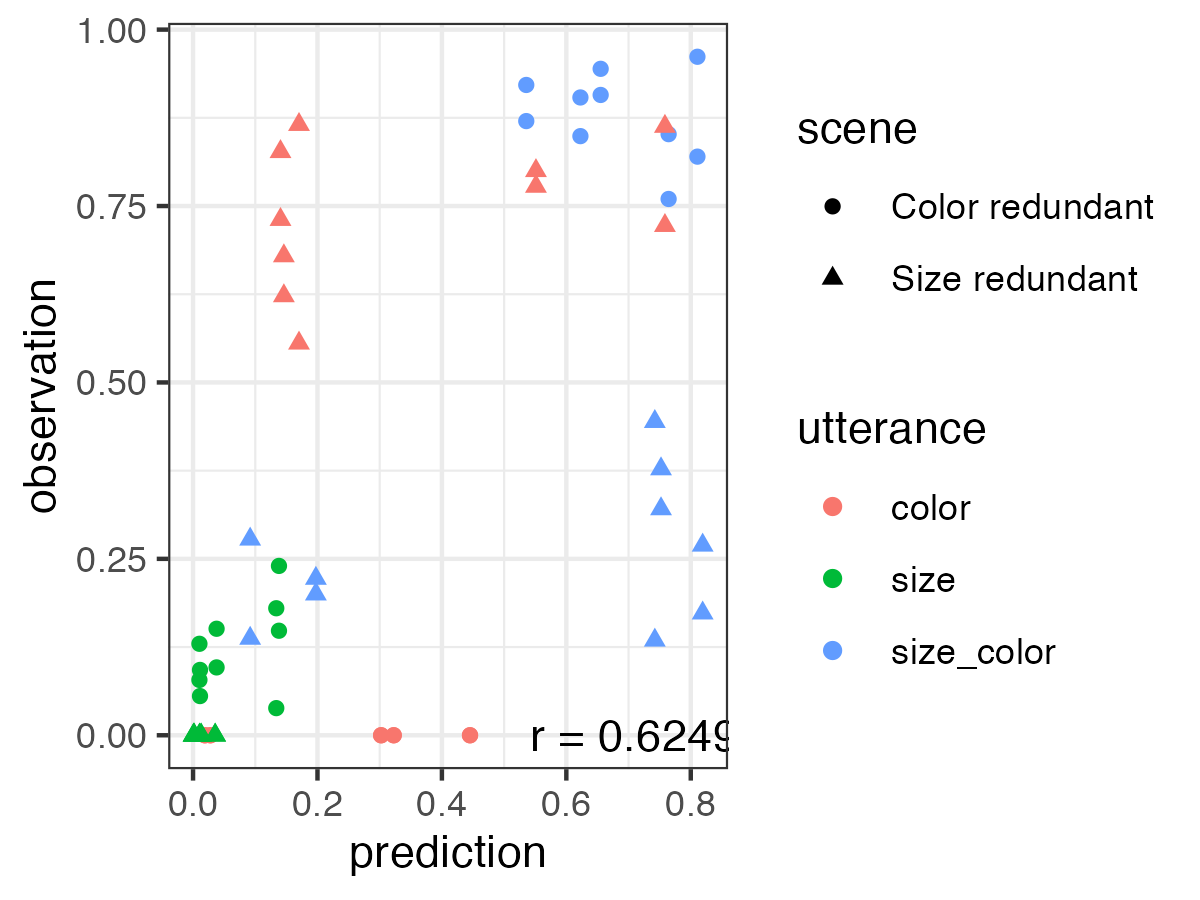 1.00
0.75
0.50
0.25
0.00
observation
0.0 0.2 0.4 0.6 0.8
prediction
r = 0.6249
scene
Color redundant
Size redundant
utterance
color
size
size_color